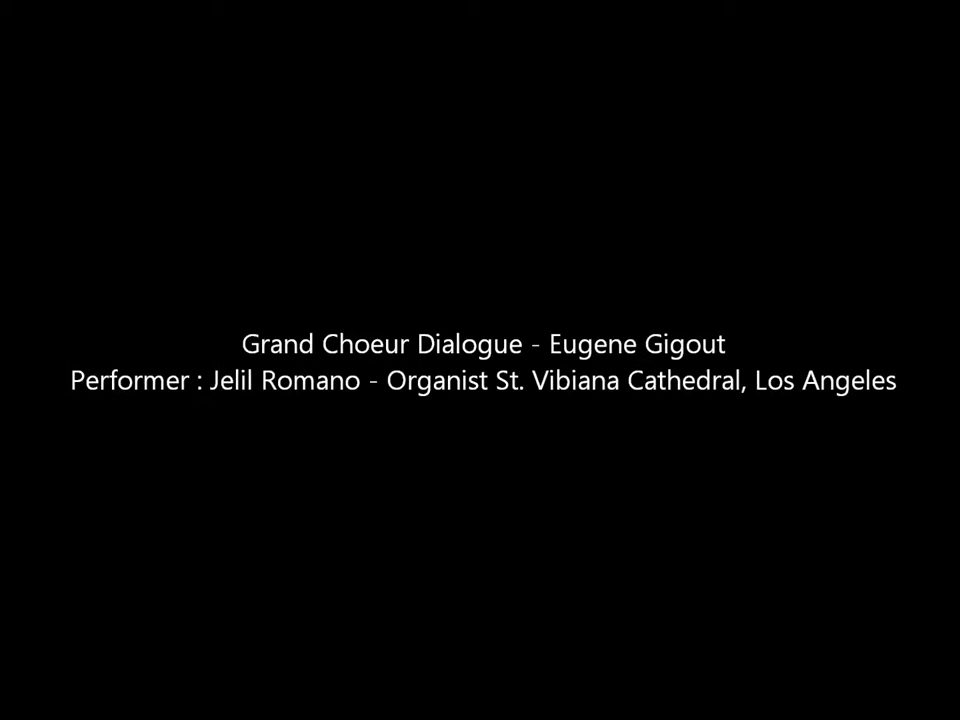 Grand Choeur Dialogue - Eugene Gigout
Performer : Jelil Romano - Organist St. Vibiana Cathedral, Los Angeles